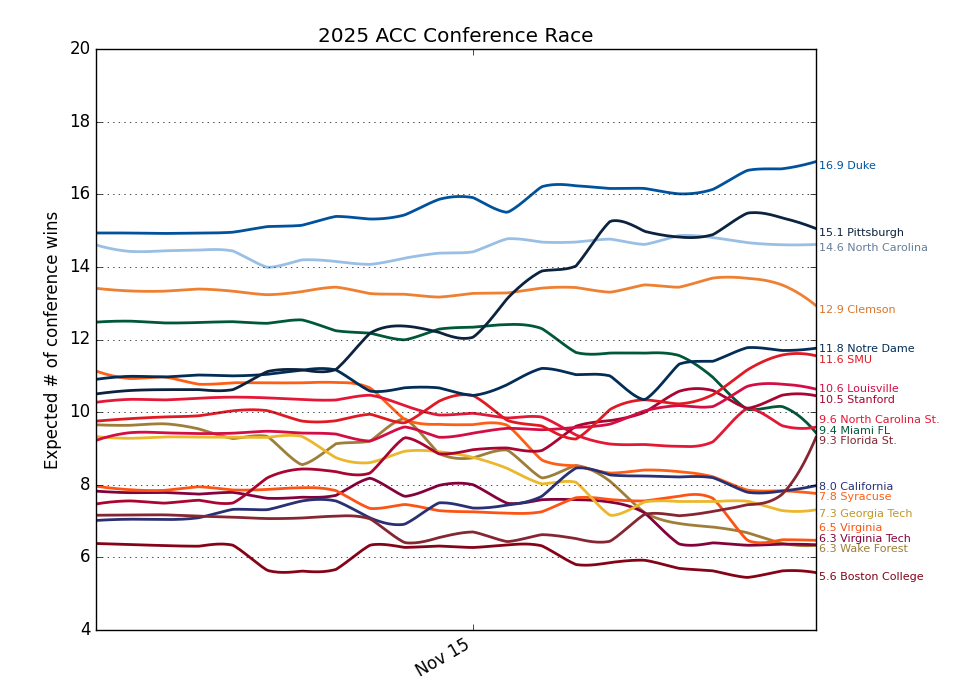 2025 ACC Conference Race
Expected # of conference wins
20
18
16
14
12
10
8
6
4
Nov 15
16.9 Duke
15.1 Pittsburgh
14.6 North Carolina
12.9 Clemson
11.8 Notre Dame
11.6 SMU
10.6 Louisville
10.5 Stanford
9.6 North Carolina St.
9.4 Miami FL
9.3 Florida St.
8.0 California
7.8 Syracuse
7.3 Georgia Tech
6.5 Virginia
6.3 Virginia Tech
6.3 Wake Forest
5.6 Boston College